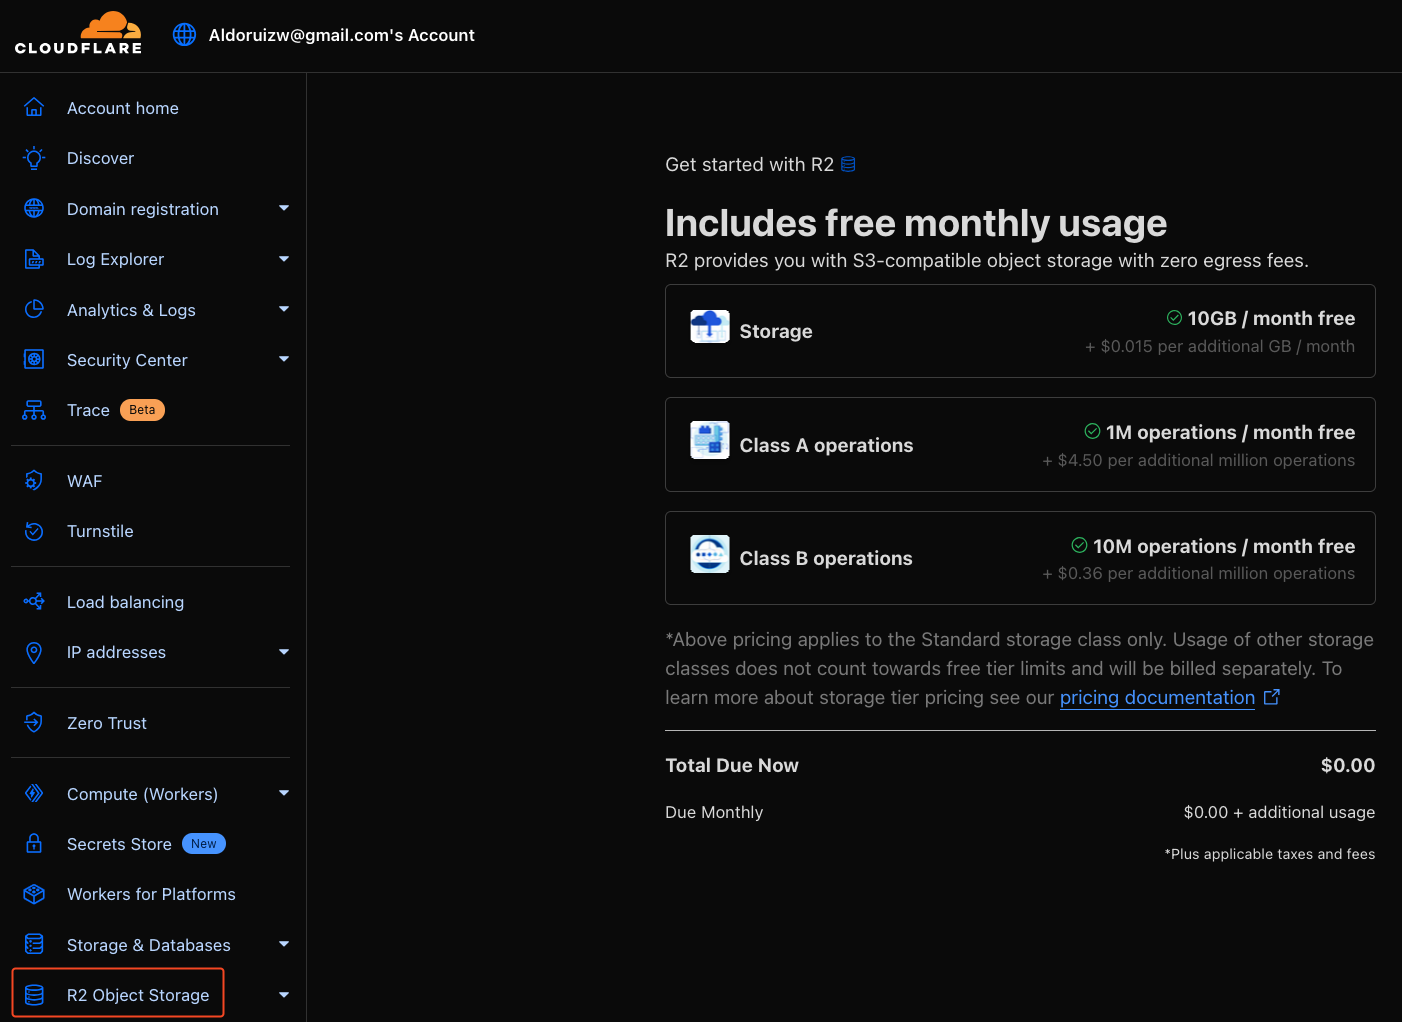 CLOUDFLARE
Aldoruizw@gmail.com's Account
Account home
Discover
Domain registration
Log Explorer
Analytics & Logs
Security Center
Trace Beta
WAF
Turnstile
Load balancing
IP addresses
Zero Trust
Compute (Workers)
Secrets Store New
Workers for Platforms
Storage & Databases
R2 Object Storage
Get started with R2
Includes free monthly usage
R2 provides you with S3-compatible object storage with zero egress fees.
Storage
10GB / month free
+ $0.015 per additional GB / month
Class A operations
1M operations / month free
+ $4.50 per additional million operations
Class B operations
10M operations / month free
+ $0.36 per additional million operations
*Above pricing applies to the Standard storage class only. Usage of other storage
classes does not count towards free tier limits and will be billed separately. To
learn more about storage tier pricing see our pricing documentation
Total Due Now $0.00
Due Monthly $0.00 + additional usage
*Plus applicable taxes and fees